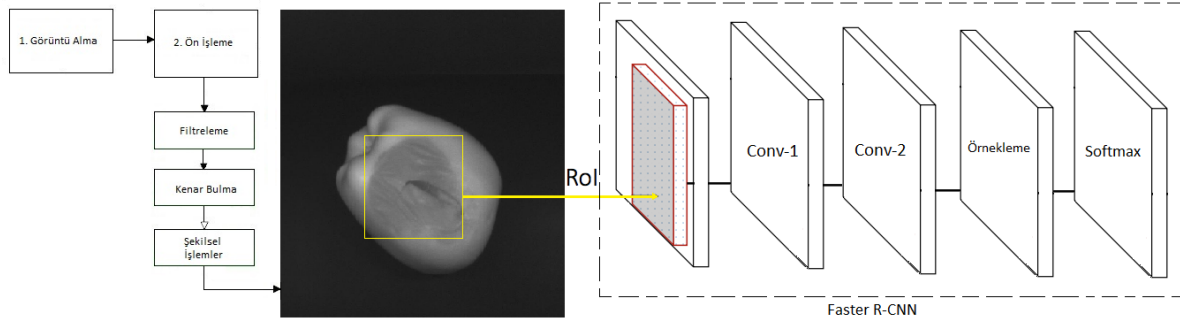 1. Görüntü Alma
2. Ön İşleme
Filtreleme
Kenar Bulma
Şekilsel
İşlemler
RoI
Conv-1
Conv-2
Örnekleme
Softmax
Faster R-CNN